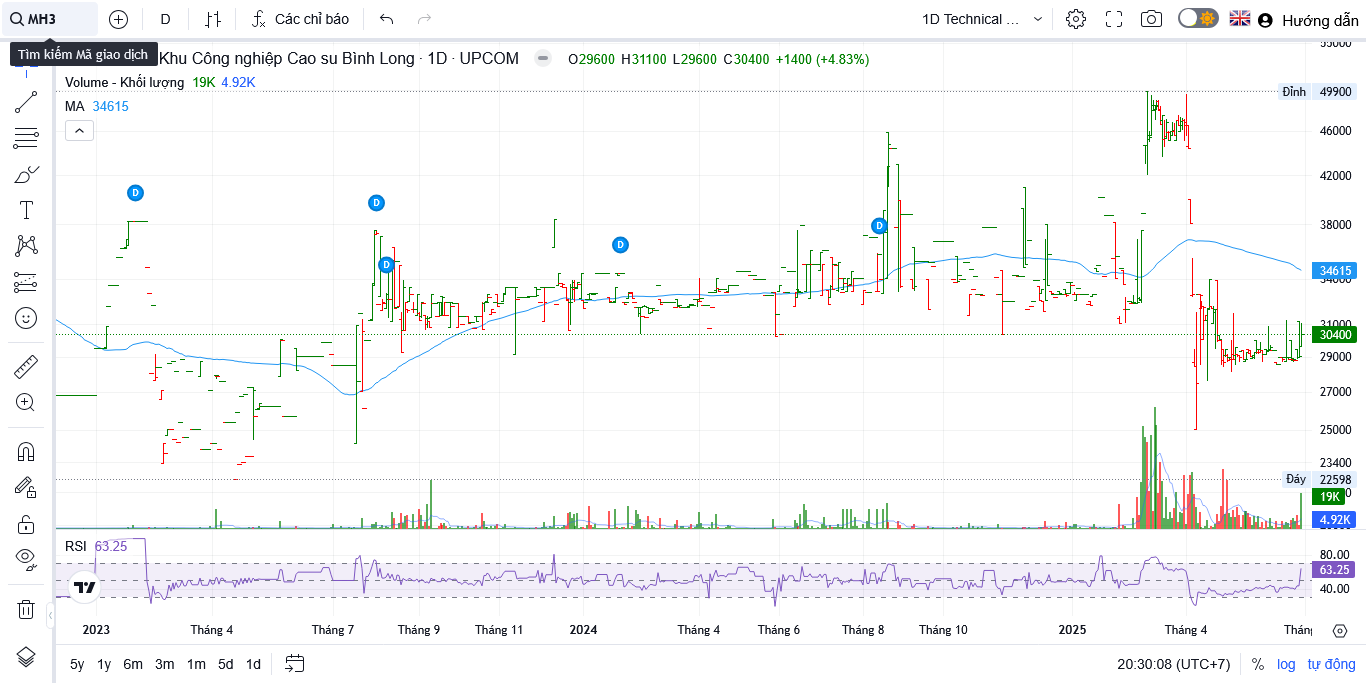 MH3 D Các chỉ báo 1D Technical ... Hướng dẫn
Tìm kiếm Mã giao dịch
Khu Công nghiệp Cao su Bình Long · 1D · UPCOM O29600 H31100 L29600 C30400 +1400 (+4.83%)
Volume - Khối lượng 19K 4.92K
MA 34615
55000
Đỉnh 49900
46000
42000
38000
34615
34000
31000
30400
29000
27000
25000
23400
Đáy 22598
19K
4.92K
D
D
D
D
D
RSI 63.25
80.00
63.25
40.00
2023 Tháng 4 Tháng 7 Tháng 9 Tháng 11 2024 Tháng 4 Tháng 6 Tháng 8 Tháng 10 2025 Tháng 4 Thán
5y 1y 6m 3m 1m 5d 1d 20:30:08 (UTC+7) % log tự động